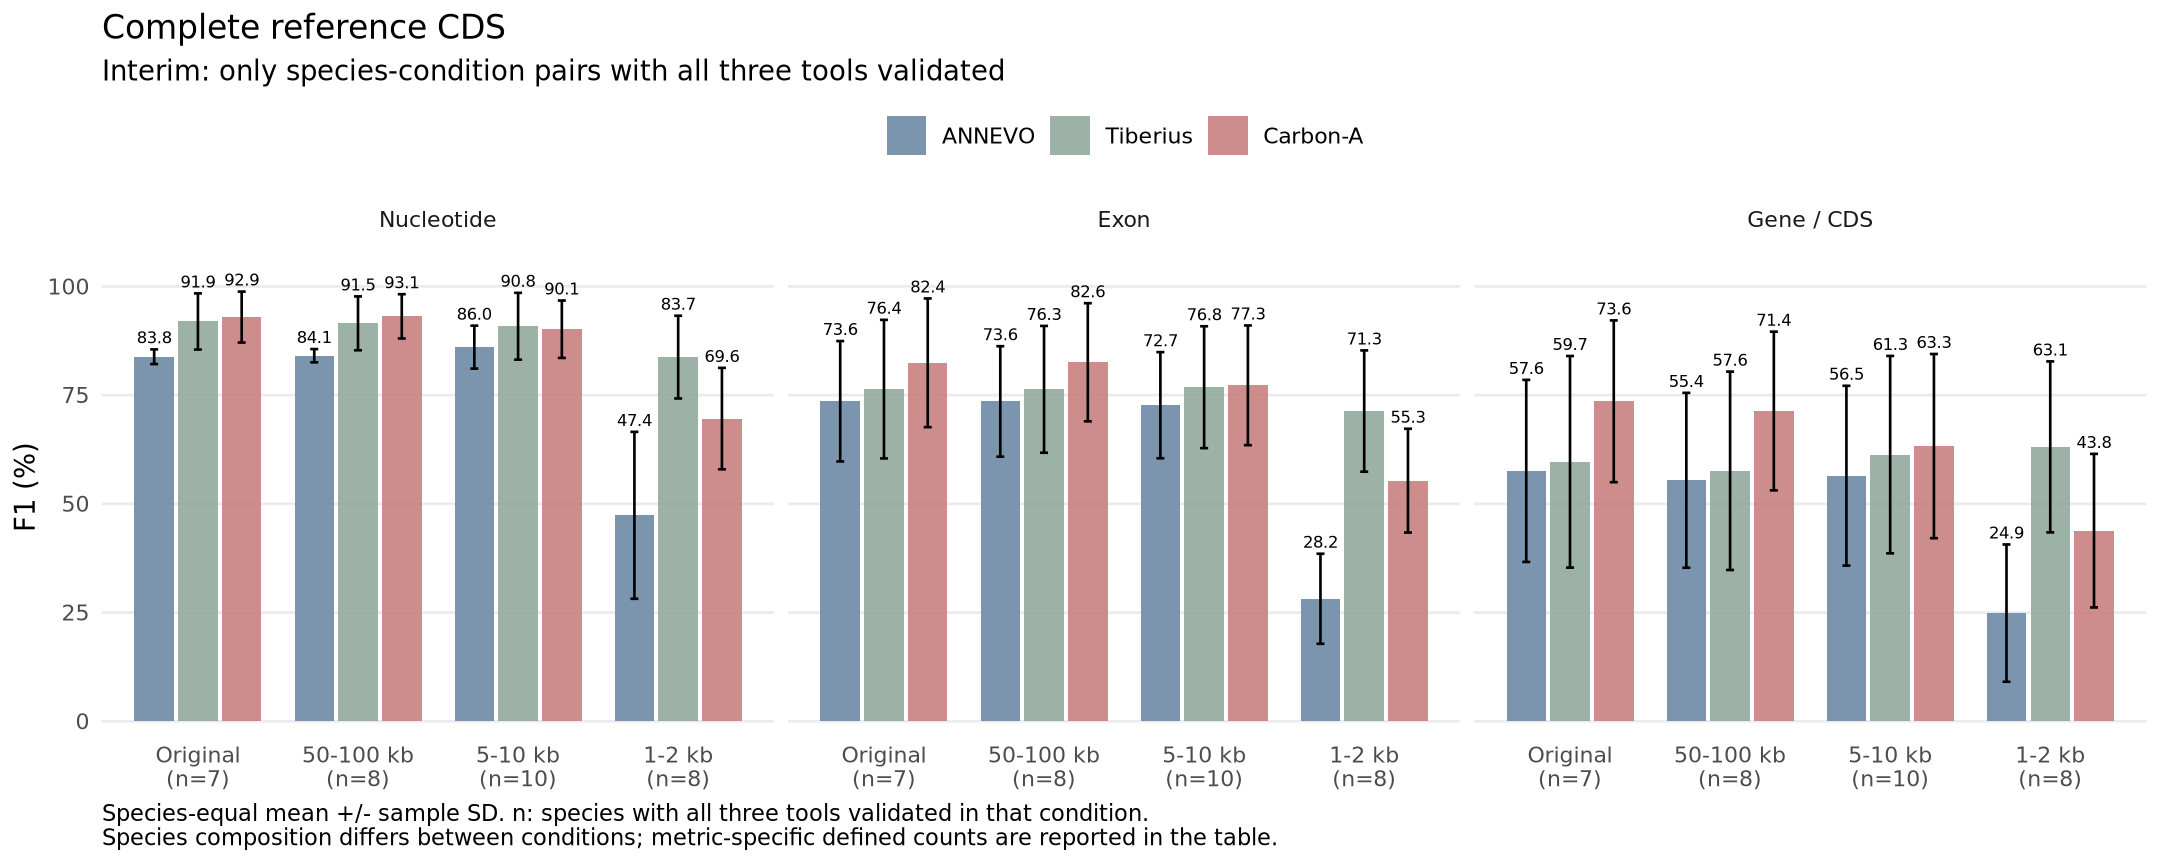 Complete reference CDS
Interim: only species-condition pairs with all three tools validated
ANNEVO Tiberius Carbon-A
Nucleotide Exon Gene / CDS
F1 (%)
100
75
50
25
0
83.8 91.9 92.9 84.1 91.5 93.1 86.0 90.8 90.1 47.4 83.7 69.6
73.6 76.4 82.4 73.6 76.3 82.6 72.7 76.8 77.3 28.2 71.3 55.3
57.6 59.7 73.6 55.4 57.6 71.4 56.5 61.3 63.3 24.9 63.1 43.8
Original 50-100 kb 5-10 kb 1-2 kb Original 50-100 kb 5-10 kb 1-2 kb Original 50-100 kb 5-10 kb 1-2 kb
(n=7) (n=8) (n=10) (n=8) (n=7) (n=8) (n=10) (n=8) (n=7) (n=8) (n=10) (n=8)
Species-equal mean +/- sample SD. n: species with all three tools validated in that condition.
Species composition differs between conditions; metric-specific defined counts are reported in the table.